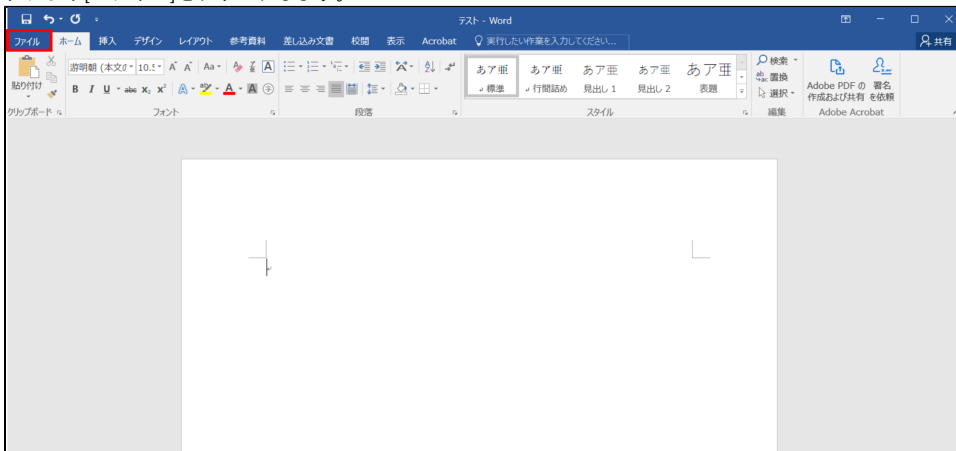 テスト - Word
ファイル ホーム 挿入 デザイン レイアウト 参考資料 差し込み文書 校閲 表示 Acrobat 実行したい作業を入力してください... 共有
貼り付け 游明朝 (本文の 10.5 A A Aa A
B I U abc X₂ X² A ab A A 字
あア亜 あア亜 あア亜 あア亜 あア亜
標準 行間詰め 見出し 1 見出し 2 表題
検索
置換
選択
Adobe PDF の
作成および共有
署名
を依頼
クリップボード フォント 段落 スタイル 編集 Adobe Acrobat